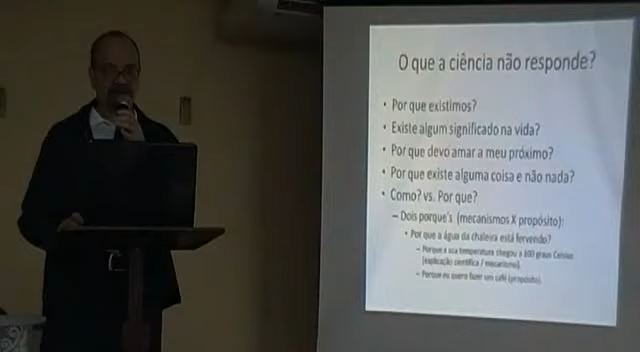 O que a ciência não responde?
• Por que existimos?
• Existe algum significado na vida?
• Por que devo amar a meu próximo?
• Por que existe alguma coisa e não nada?
• Como? vs. Por que?
– Dois porque's (mecanismos X propósito):
• Por que a água da chaleira está fervendo?
– Porque a sua temperatura chegou a 100 graus Celsius
(explicação científica / mecanismo).
– Porque eu quero fazer um café (propósito).